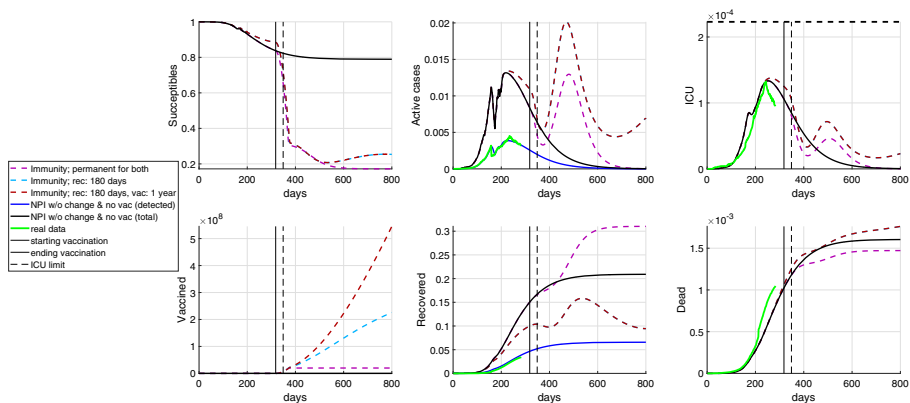 Succeptibles
1
0.8
0.6
0.4
0.2
0 200 400 600 800
days
Active cases
0.02
0.015
0.01
0.005
0
0 200 400 600 800
days
×10⁻⁴
ICU
2
1
0
0 200 400 600 800
days
Immunity; permanent for both
Immunity; rec: 180 days
Immunity; rec: 180 days, vac: 1 year
NPI w/o change & no vac (detected)
NPI w/o change & no vac (total)
real data
starting vaccination
ending vaccination
ICU limit
×10⁸
Vaccined
5
4
3
2
1
0
0 200 400 600 800
days
Recovered
0.3
0.25
0.2
0.15
0.1
0.05
0
0 200 400 600 800
days
×10⁻³
Dead
1.5
1
0.5
0
0 200 400 600 800
days